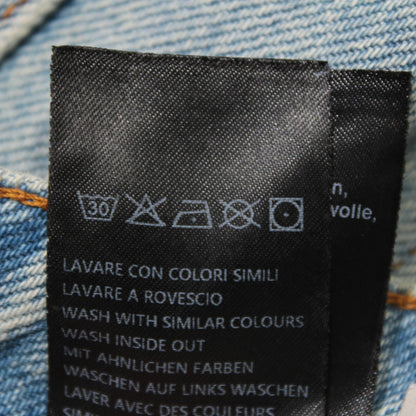 30
LAVARE CON COLORI SIMILI
LAVARE A ROVESCIO
WASH WITH SIMILAR COLOURS
WASH INSIDE OUT
MIT ÄHNLICHEN FARBEN
WASCHEN AUF LINKS WASCHEN
LAVER AVEC DES COULEURS
n,
wolle,